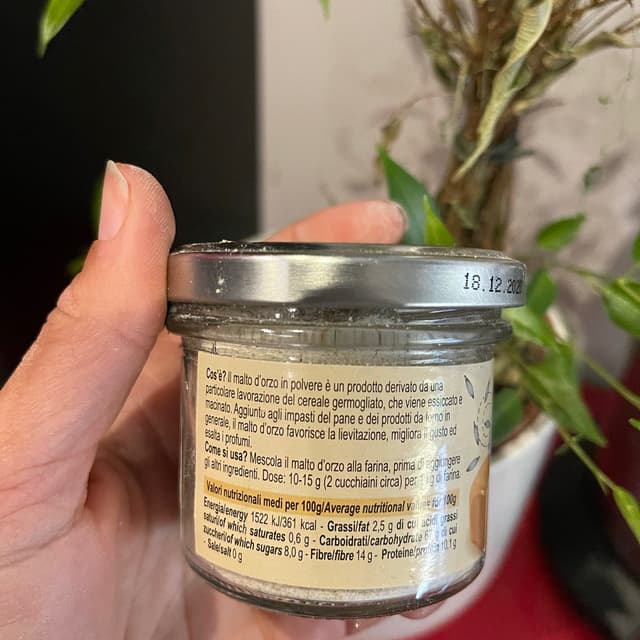 18.12.202
Cos'è? Il malto d'orzo in polvere è un prodotto derivato da una
particolare lavorazione del cereale germogliato, che viene essiccato e
macinato. Aggiuntu agli impasti del pane e dei prodotti da forno in
generale, il malto d'orzo favorisce la lievitazione, migliora il gusto ed
esalta i profumi.
Come si usa? Mescola il malto d'orzo alla farina, prima di aggiungere
gli altri ingredienti. Dose: 10-15 g (2 cucchiaini circa) per di farina.
Valori nutrizionali medi per 100g/Average nutritional values for 100g
Energia/energy 1522 kJ/361 kcal - Grassi/fat 2,5 g di cui acidi grassi
saturi/of which saturates 0,6 g - Carboidrati/carbohydrate di cui
zuccheri/of which sugars 8,0 g - Fibre/fibre 14 g - Proteine/protein 10,1 g
- Sale/salt 0 g